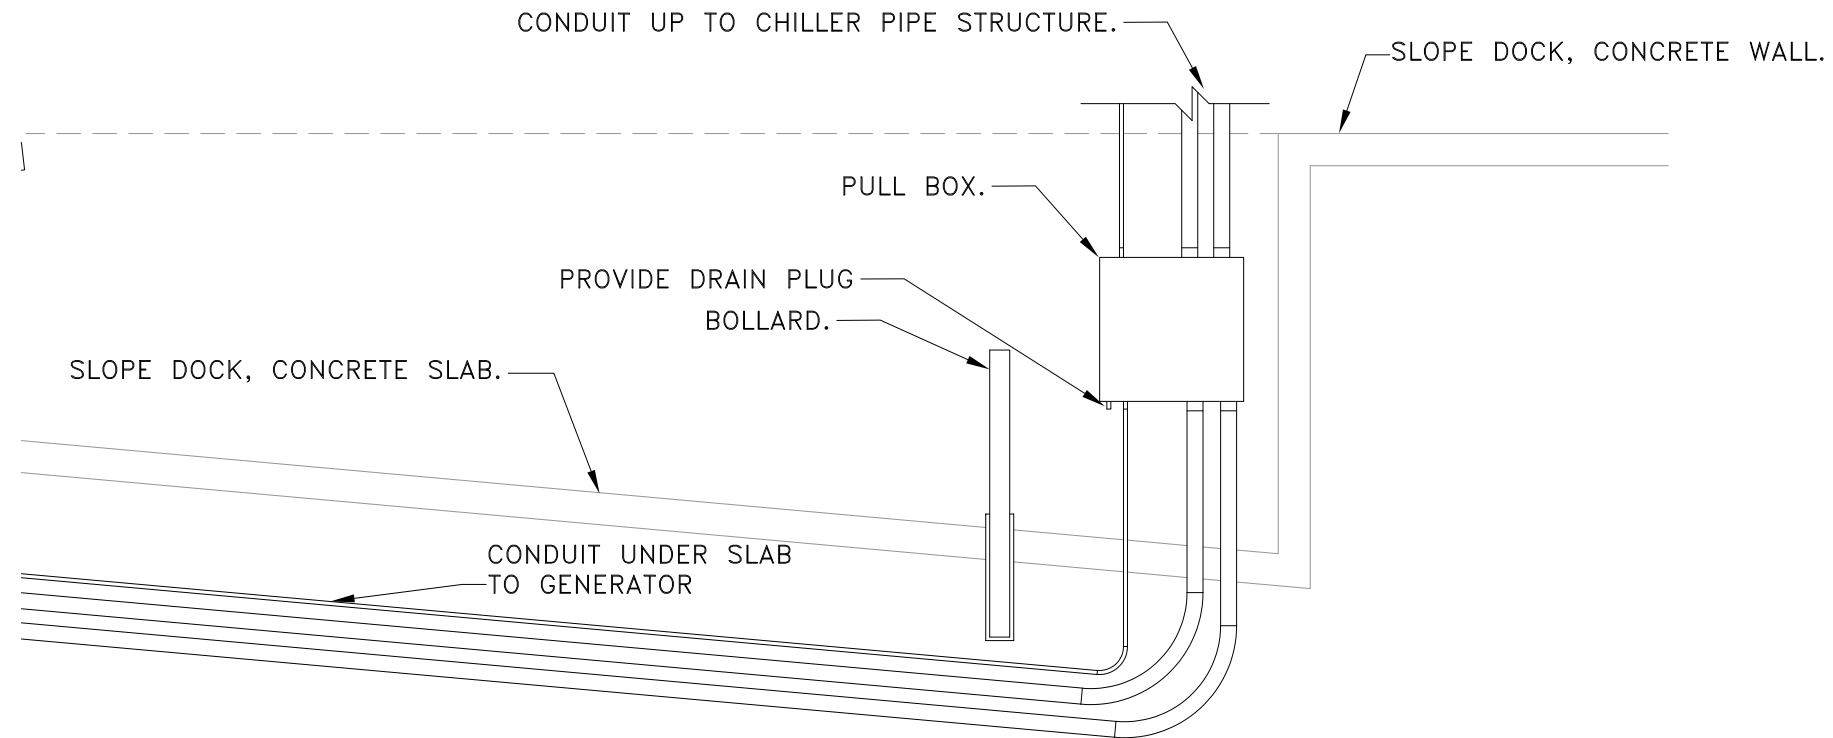 CONDUIT UP TO CHILLER PIPE STRUCTURE.
SLOPE DOCK, CONCRETE WALL.
PULL BOX.
PROVIDE DRAIN PLUG
BOLLARD.
SLOPE DOCK, CONCRETE SLAB.
CONDUIT UNDER SLAB
TO GENERATOR